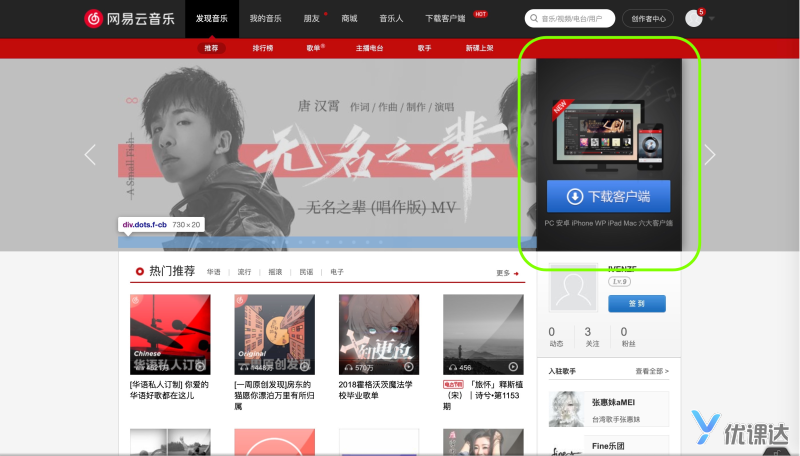 网易云音乐
发现音乐 我的音乐 朋友 商城 音乐人 下载客户端 HOT
音乐/视频/电台/用户
创作者中心
5
推荐 排行榜 歌单 主播电台 歌手 新碟上架
A Small Fish
唐汉霄 作词 / 作曲 / 制作 / 演唱
无名之辈
无名之辈 (唱作版) MV
NEW
下载客户端
PC 安卓 iPhone WP iPad Mac 六大客户端
div.dots.f-cb 730×20
热门推荐 华语 流行 摇滚 民谣 电子
更多
Chinese
华语私人订制
4621万
[华语私人订制] 你爱的
华语好歌都在这儿
Original
一周原创发现
1448万
[一周原创发现]房东的
猫愿你漂泊万里有所归
属
570万
2018霍格沃茨魔法学
校毕业歌单
456
电台节目 「旅怀」释斯植
（宋）｜诗兮•第1153
期
Lv.9
签 到
0 3 0
动态 关注 粉丝
入驻歌手 查看全部 >
张惠妹aMEI
台湾歌手张惠妹
Fine乐团
优课达